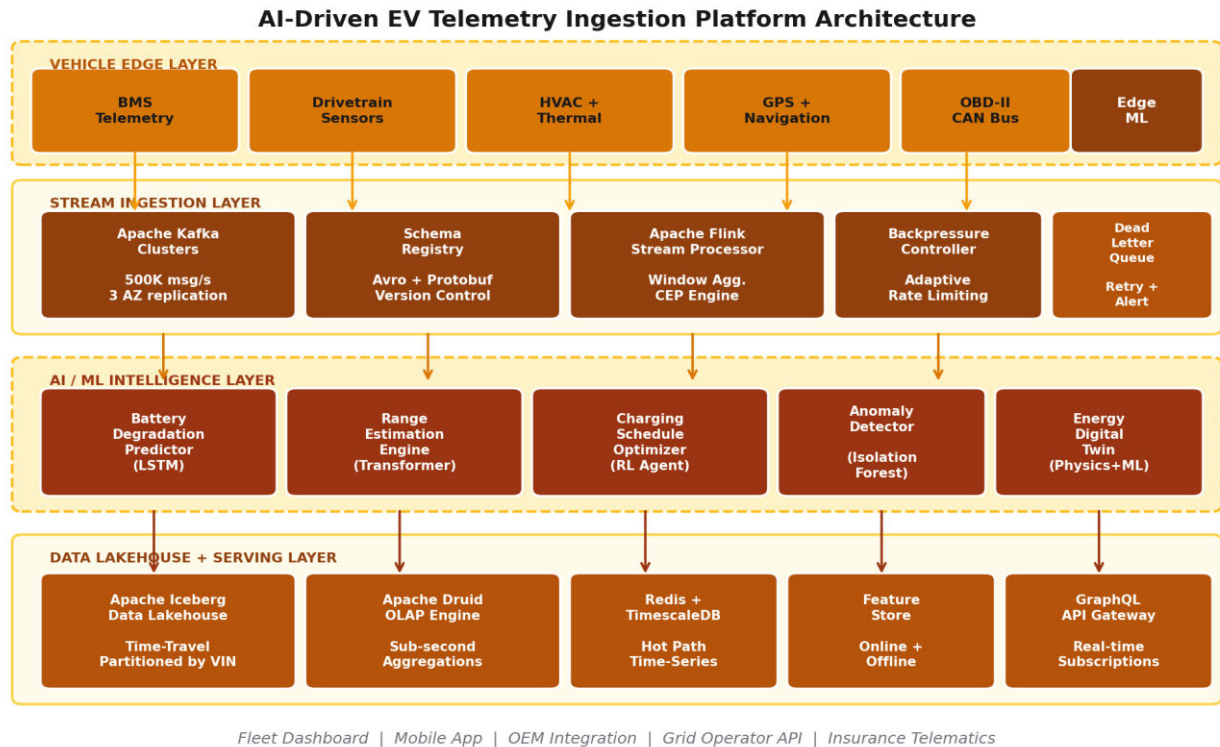 AI-Driven EV Telemetry Ingestion Platform Architecture
VEHICLE EDGE LAYER
BMS
Telemetry
Drivetrain
Sensors
HVAC +
Thermal
GPS +
Navigation
OBD-II
CAN Bus
Edge
ML
STREAM INGESTION LAYER
Apache Kafka
Clusters
500K msg/s
3 AZ replication
Schema
Registry
Avro + Protobuf
Version Control
Apache Flink
Stream Processor
Window Agg.
CEP Engine
Backpressure
Controller
Adaptive
Rate Limiting
Dead
Letter
Queue
Retry +
Alert
AI / ML INTELLIGENCE LAYER
Battery
Degradation
Predictor
(LSTM)
Range
Estimation
Engine
(Transformer)
Charging
Schedule
Optimizer
(RL Agent)
Anomaly
Detector
(Isolation
Forest)
Energy
Digital
Twin
(Physics+ML)
DATA LAKEHOUSE + SERVING LAYER
Apache Iceberg
Data Lakehouse
Time-Travel
Partitioned by VIN
Apache Druid
OLAP Engine
Sub-second
Aggregations
Redis +
TimescaleDB
Hot Path
Time-Series
Feature
Store
Online +
Offline
GraphQL
API Gateway
Real-time
Subscriptions
Fleet Dashboard | Mobile App | OEM Integration | Grid Operator API | Insurance Telematics